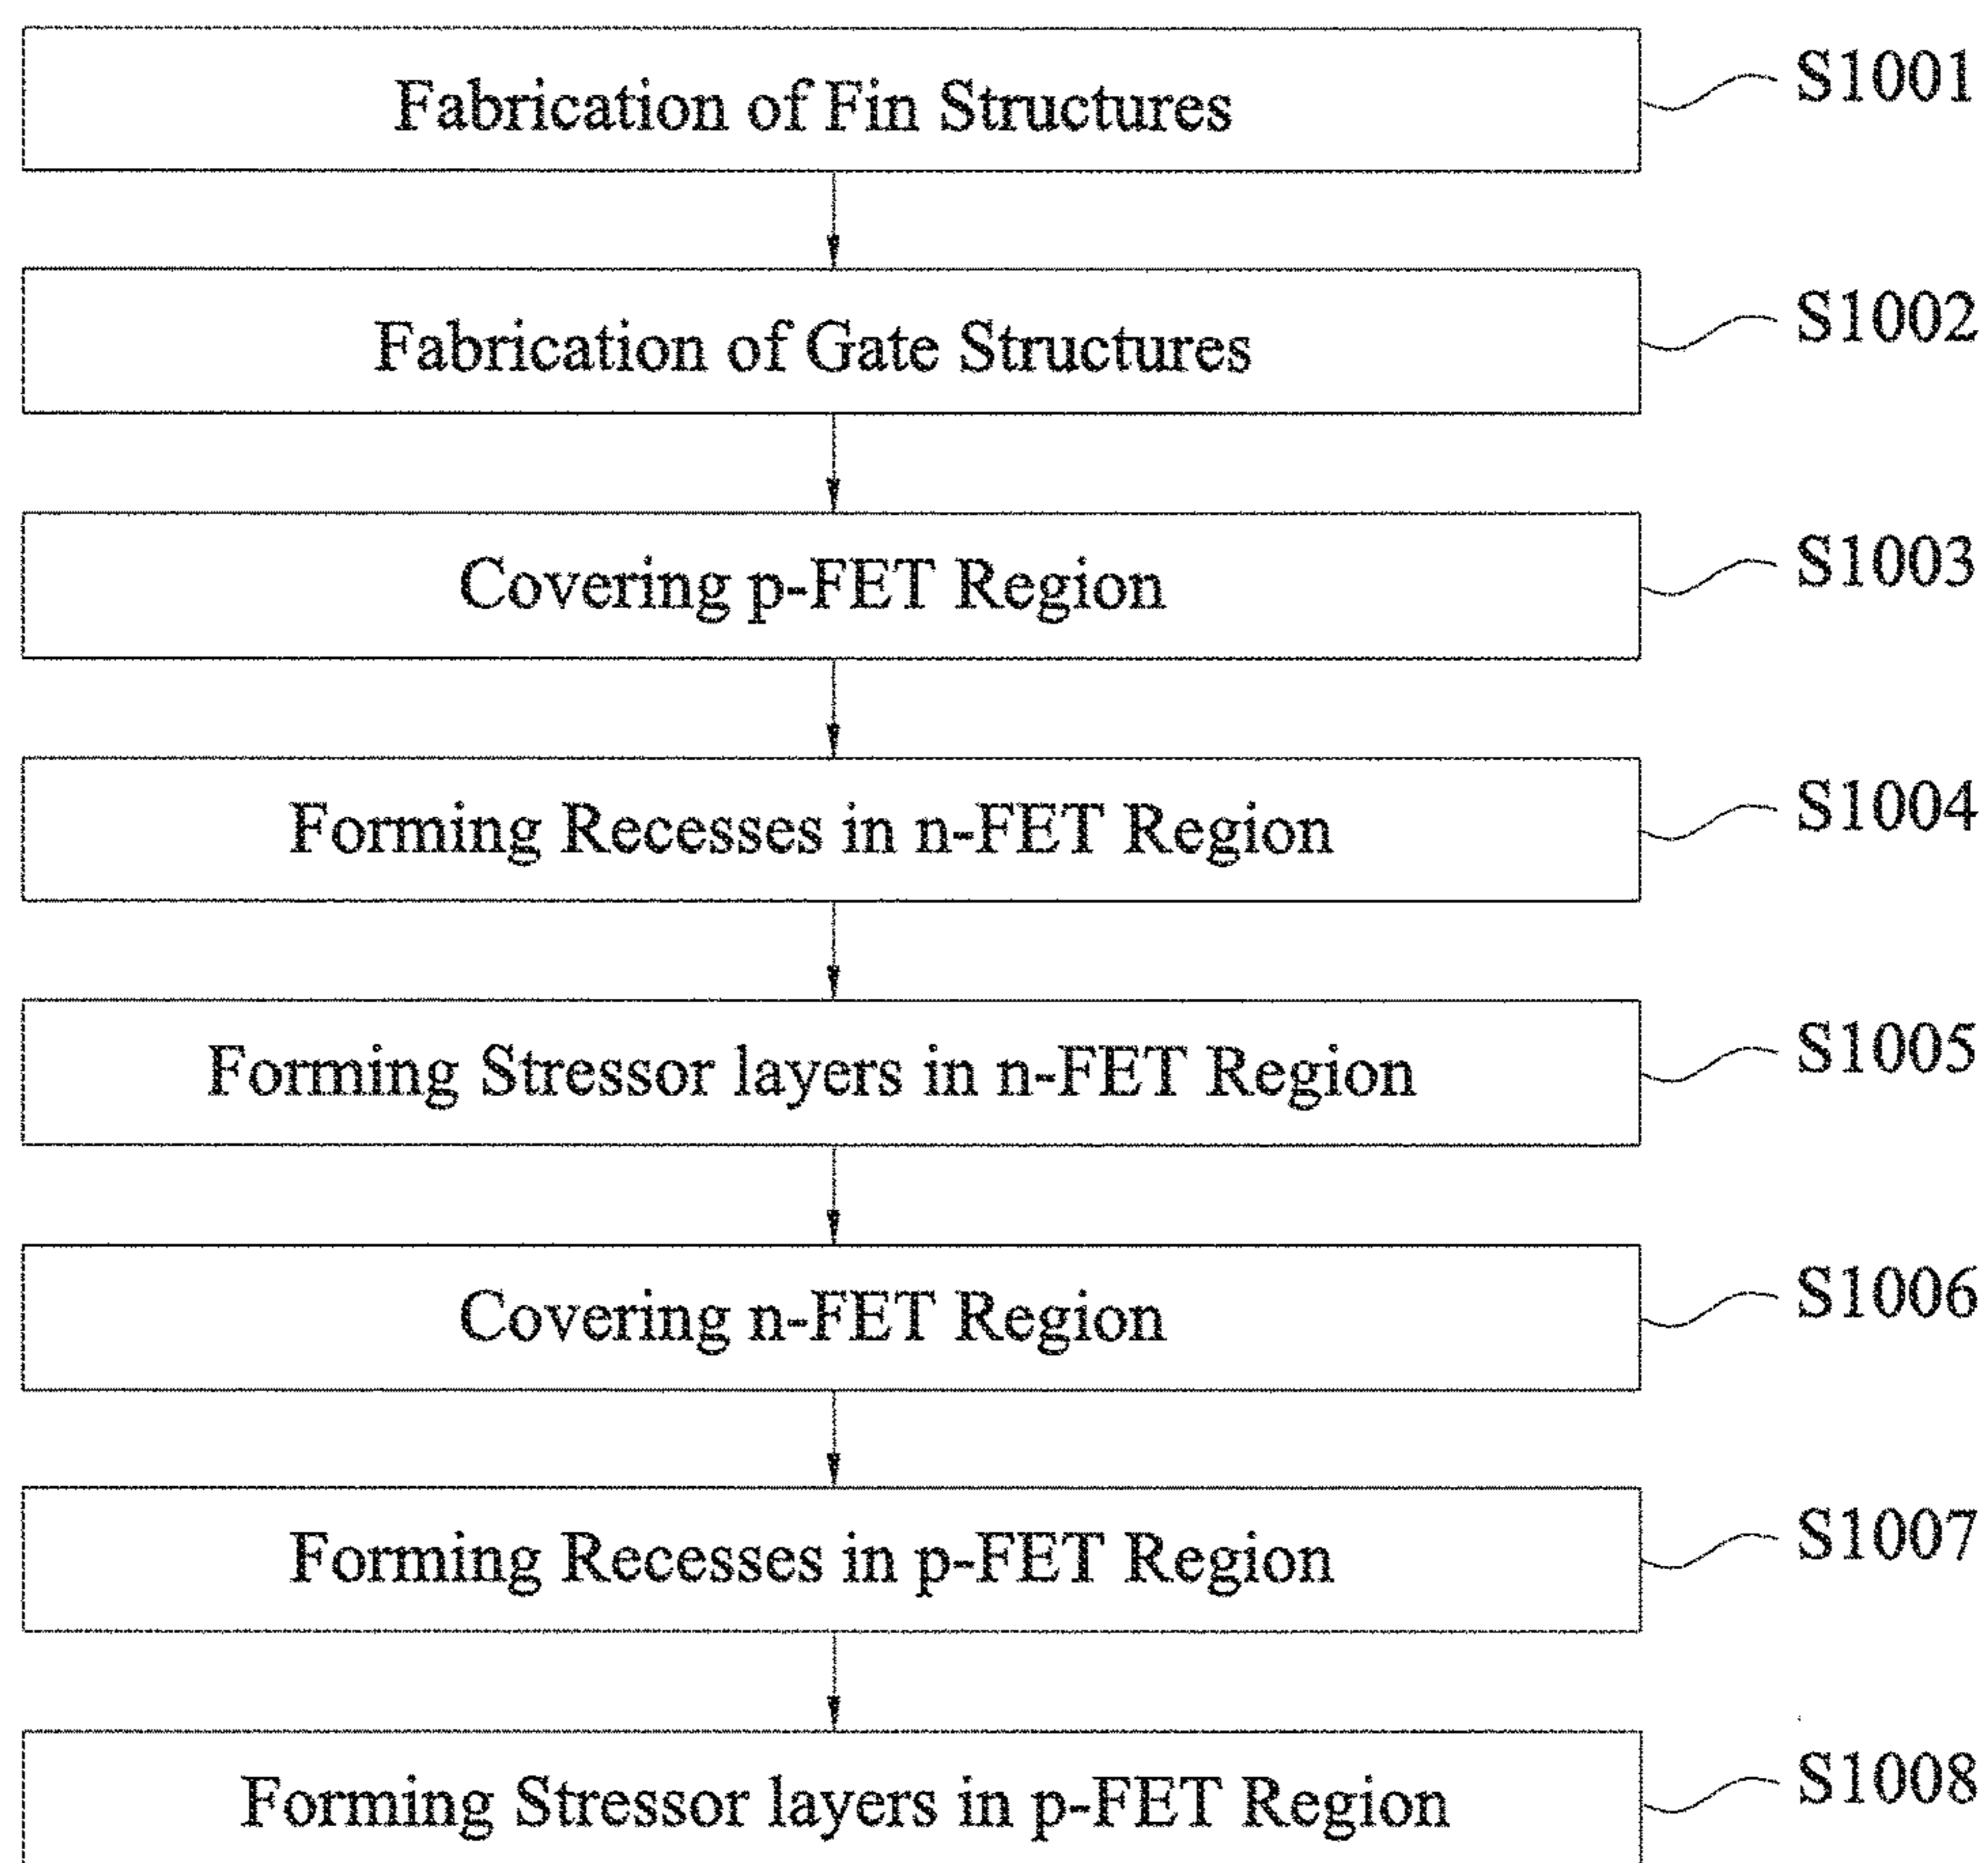 Fabrication of Fin Structures
S1001
Fabrication of Gate Structures
S1002
Covering p-FET Region
S1003
Forming Recesses in n-FET Region
S1004
Forming Stressor layers in n-FET Region
S1005
Covering n-FET Region
S1006
Forming Recesses in p-FET Region
S1007
Forming Stressor layers in p-FET Region
S1008